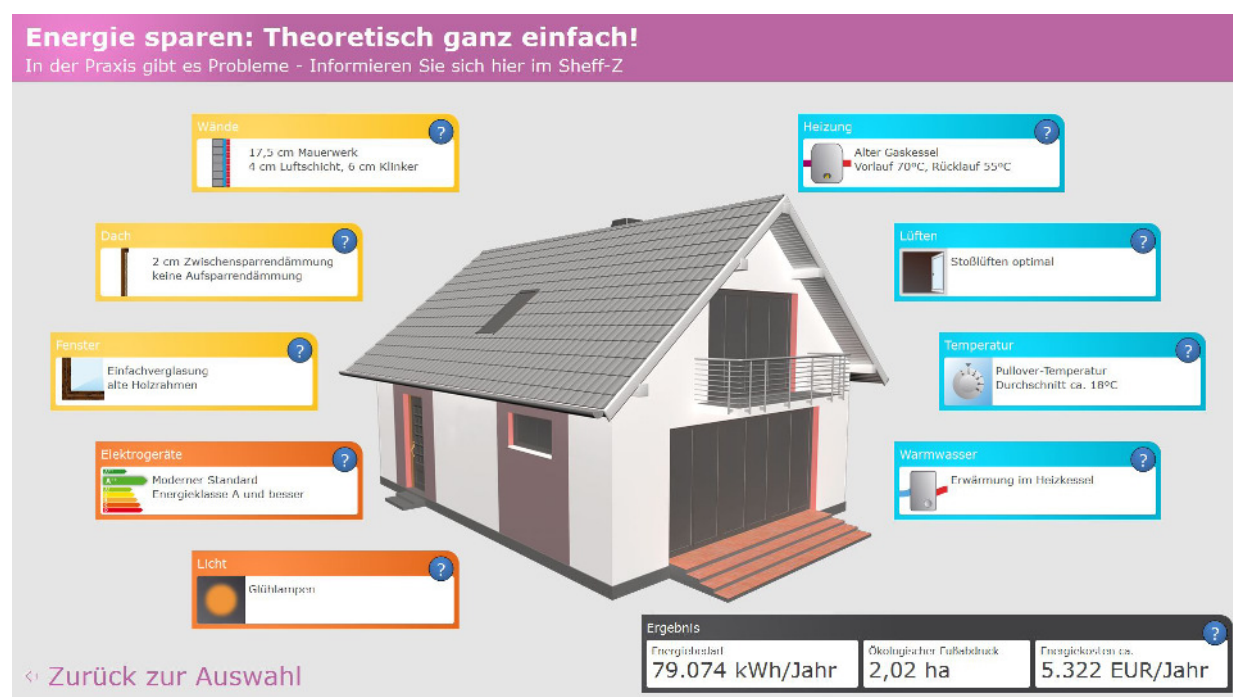 Energie sparen: Theoretisch ganz einfach!
In der Praxis gibt es Probleme - Informieren Sie sich hier im Sheff-Z
Wände
?
17,5 cm Mauerwerk
4 cm Luftschicht, 6 cm Klinker
Dach
?
2 cm Zwischensparrendämmung
keine Aufsparrendämmung
Fenster
?
Einfachverglasung
alte Holzrahmen
Elektrogeräte
?
Moderner Standard
Energieklasse A und besser
Licht
?
Glühlampen
Heizung
?
Alter Gaskessel
Vorlauf 70°C, Rücklauf 55°C
Lüften
?
Stoßlüften optimal
Temperatur
?
Pullover-Temperatur
Durchschnitt ca. 18°C
Warmwasser
?
Erwärmung im Heizkessel
Ergebnis
?
Energiebedarf
79.074 kWh/Jahr
Ökologischer Fußabdruck
2,02 ha
Energiekosten ca.
5.322 EUR/Jahr
Zurück zur Auswahl